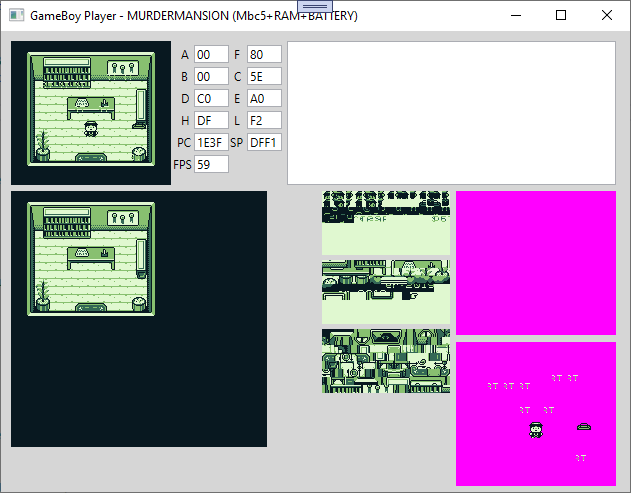 GameBoy Player - MURDERMANSION (Mbc5+RAM+BATTERY)
A 00 F 80
B 00 C 5E
D C0 E A0
H DF L F2
PC 1E3F SP DFF1
FPS 59
3T 3T
3T 3T 3T
3T 3T
3T